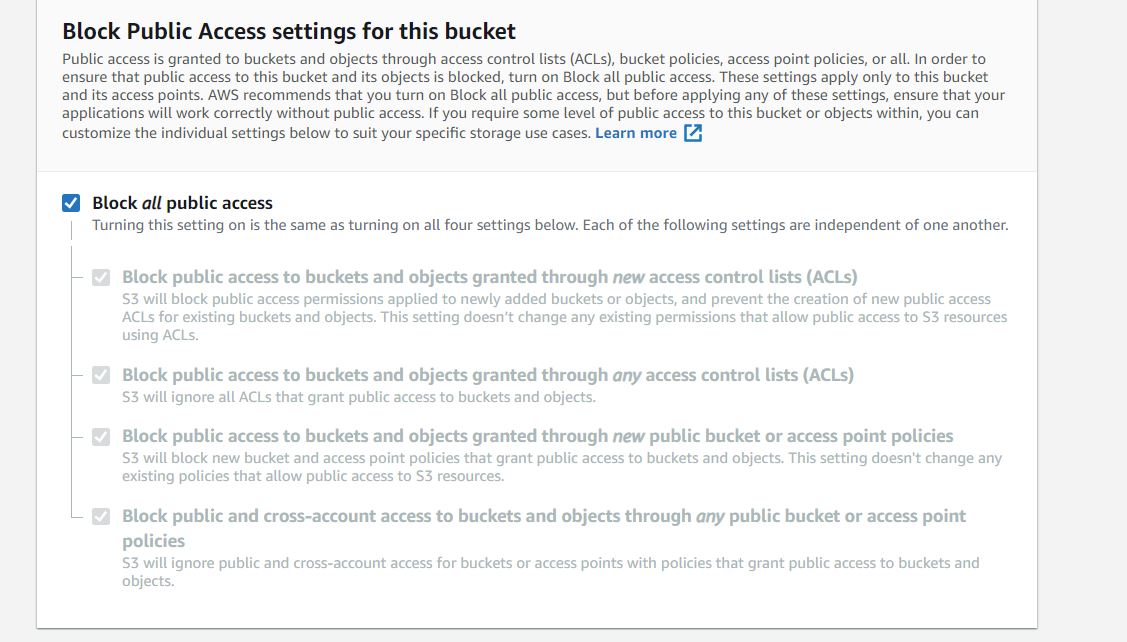 Block Public Access settings for this bucket
Public access is granted to buckets and objects through access control lists (ACLs), bucket policies, access point policies, or all. In order to
ensure that public access to this bucket and its objects is blocked, turn on Block all public access. These settings apply only to this bucket
and its access points. AWS recommends that you turn on Block all public access, but before applying any of these settings, ensure that your
applications will work correctly without public access. If you require some level of public access to this bucket or objects within, you can
customize the individual settings below to suit your specific storage use cases. Learn more
Block all public access
Turning this setting on is the same as turning on all four settings below. Each of the following settings are independent of one another.
Block public access to buckets and objects granted through new access control lists (ACLs)
S3 will block public access permissions applied to newly added buckets or objects, and prevent the creation of new public access
ACLs for existing buckets and objects. This setting doesn’t change any existing permissions that allow public access to S3 resources
using ACLs.
Block public access to buckets and objects granted through any access control lists (ACLs)
S3 will ignore all ACLs that grant public access to buckets and objects.
Block public access to buckets and objects granted through new public bucket or access point policies
S3 will block new bucket and access point policies that grant public access to buckets and objects. This setting doesn't change any
existing policies that allow public access to S3 resources.
Block public and cross-account access to buckets and objects through any public bucket or access point
policies
S3 will ignore public and cross-account access for buckets or access points with policies that grant public access to buckets and
objects.